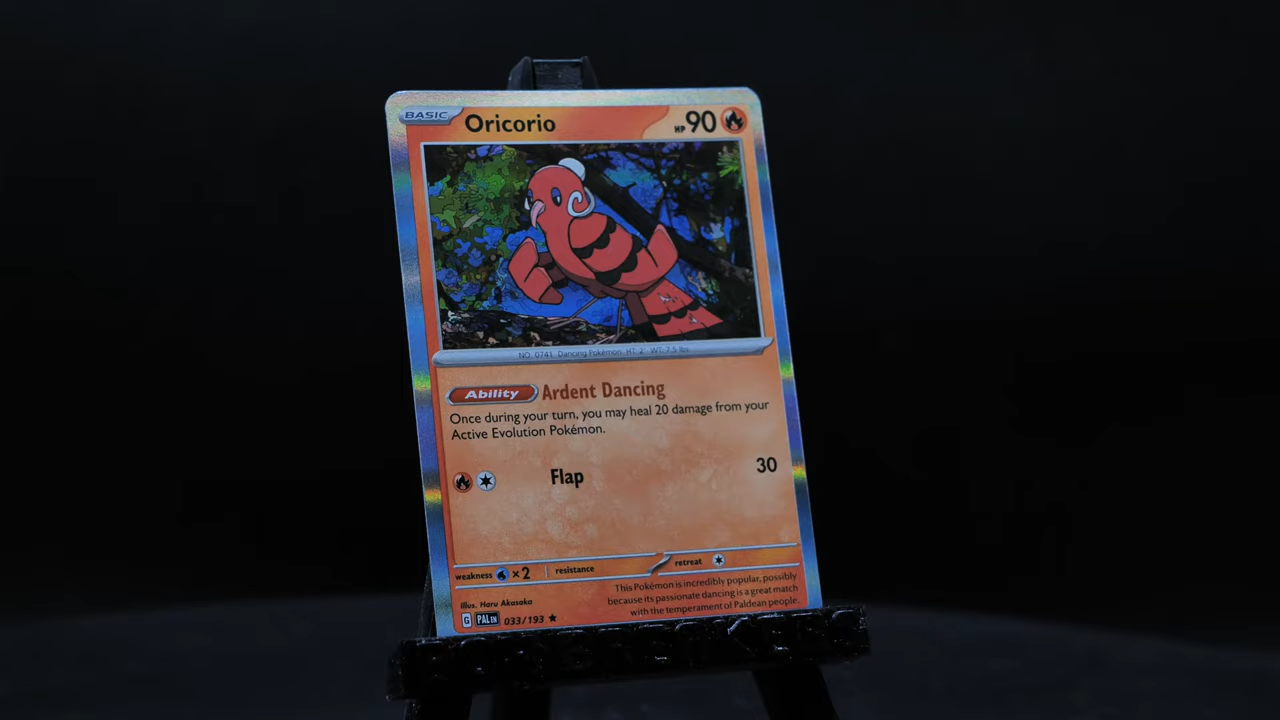 BASIC Oricorio HP 90
NO. 0741 Dancing Pokémon HT: 2' WT: 7.5 lbs
Ability Ardent Dancing
Once during your turn, you may heal 20 damage from your
Active Evolution Pokémon.
Flap 30
weakness ×2 resistance retreat
This Pokémon is incredibly popular, possibly
because its passionate dancing is a great match
with the temperament of Paldean people.
Illus. Haru Akasaka
G PAL EN 033/193